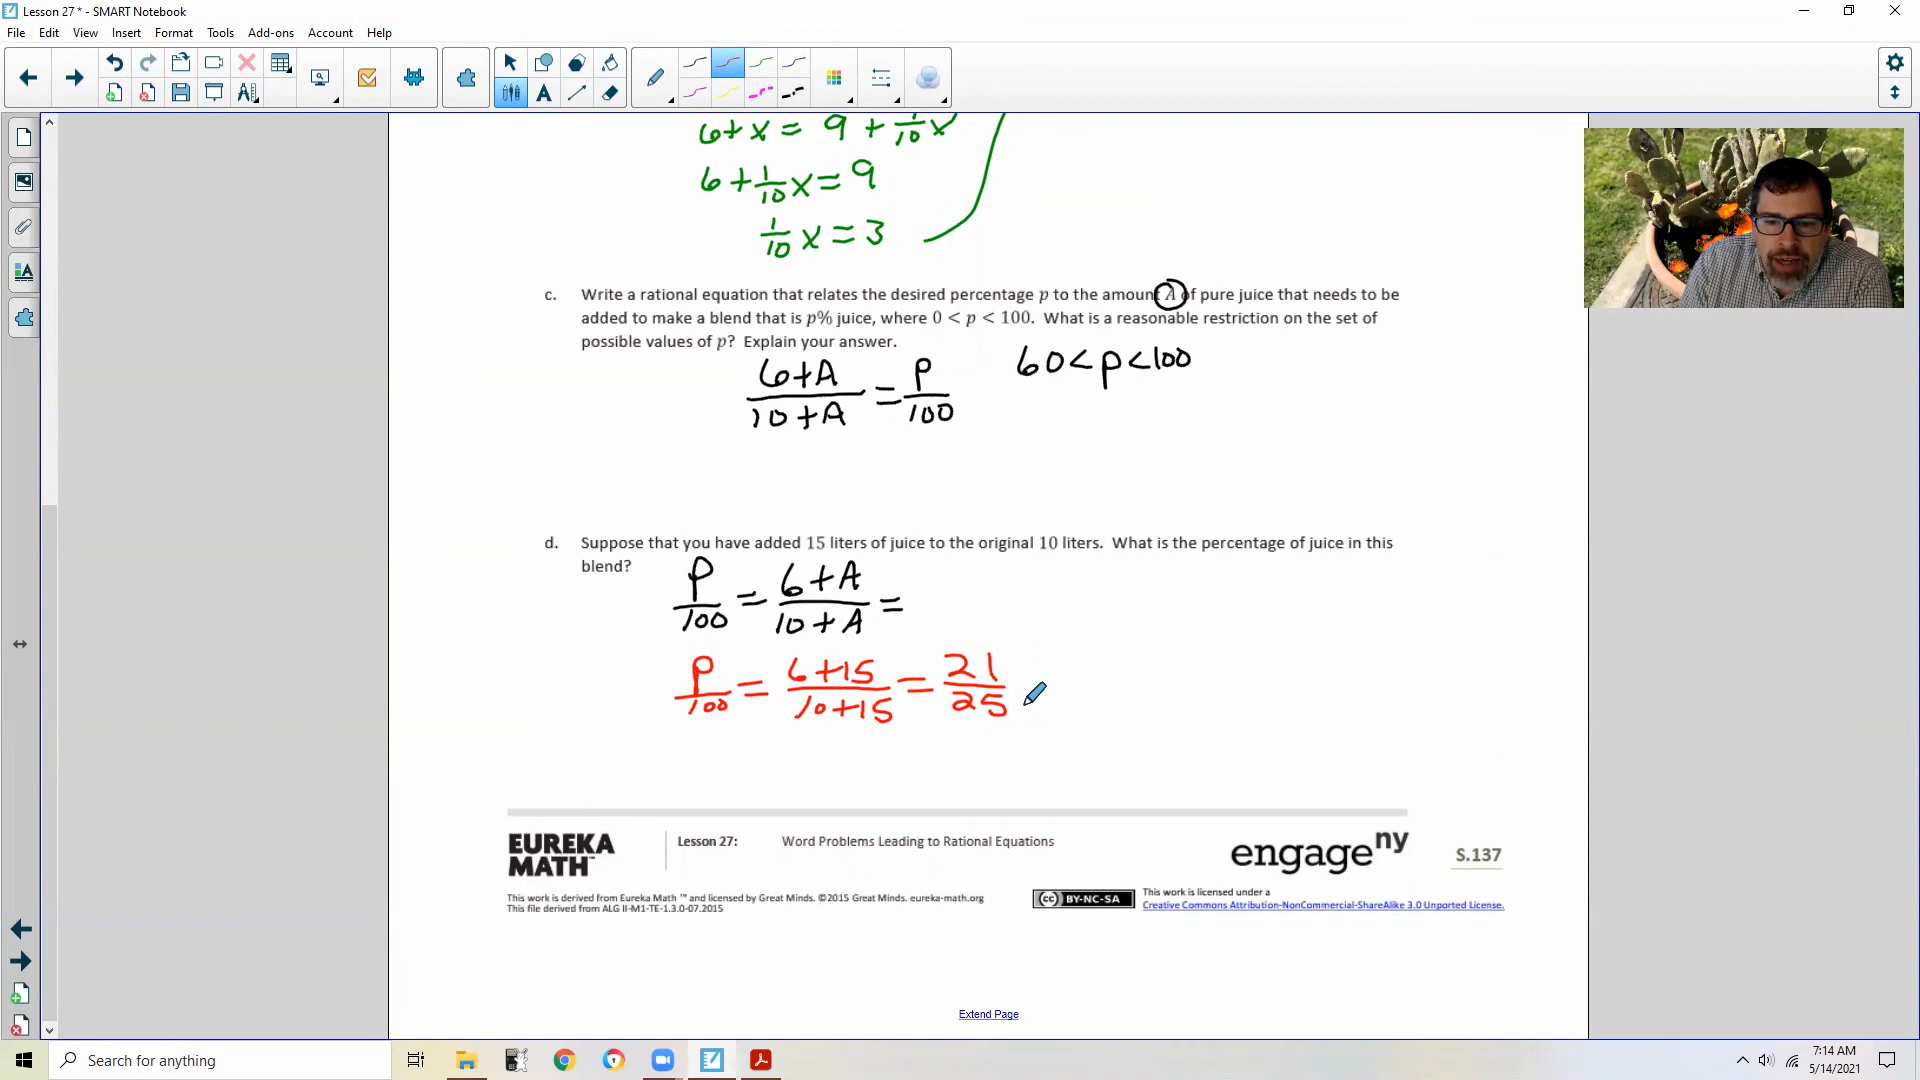 Lesson 27 * - SMART Notebook
File Edit View Insert Format Tools Add-ons Account Help
6 + x = 9 + 1/10 x
6 + 1/10 x = 9
1/10 x = 3
c. Write a rational equation that relates the desired percentage p to the amount A of pure juice that needs to be
added to make a blend that is p% juice, where 0 < p < 100. What is a reasonable restriction on the set of
possible values of p? Explain your answer.
(6+A)/(10+A) = P/100 60 < p < 100
d. Suppose that you have added 15 liters of juice to the original 10 liters. What is the percentage of juice in this
blend?
P/100 = (6+A)/(10+A) =
P/100 = (6+15)/(10+15) = 21/25
EUREKA MATH™
Lesson 27: Word Problems Leading to Rational Equations
engage ny
S.137
This work is derived from Eureka Math ™ and licensed by Great Minds. ©2015 Great Minds. eureka-math.org
This file derived from ALG II-M1-TE-1.3.0-07.2015
cc BY-NC-SA
This work is licensed under a
Creative Commons Attribution-NonCommercial-ShareAlike 3.0 Unported License.
Extend Page
Search for anything
7:14 AM
5/14/2021